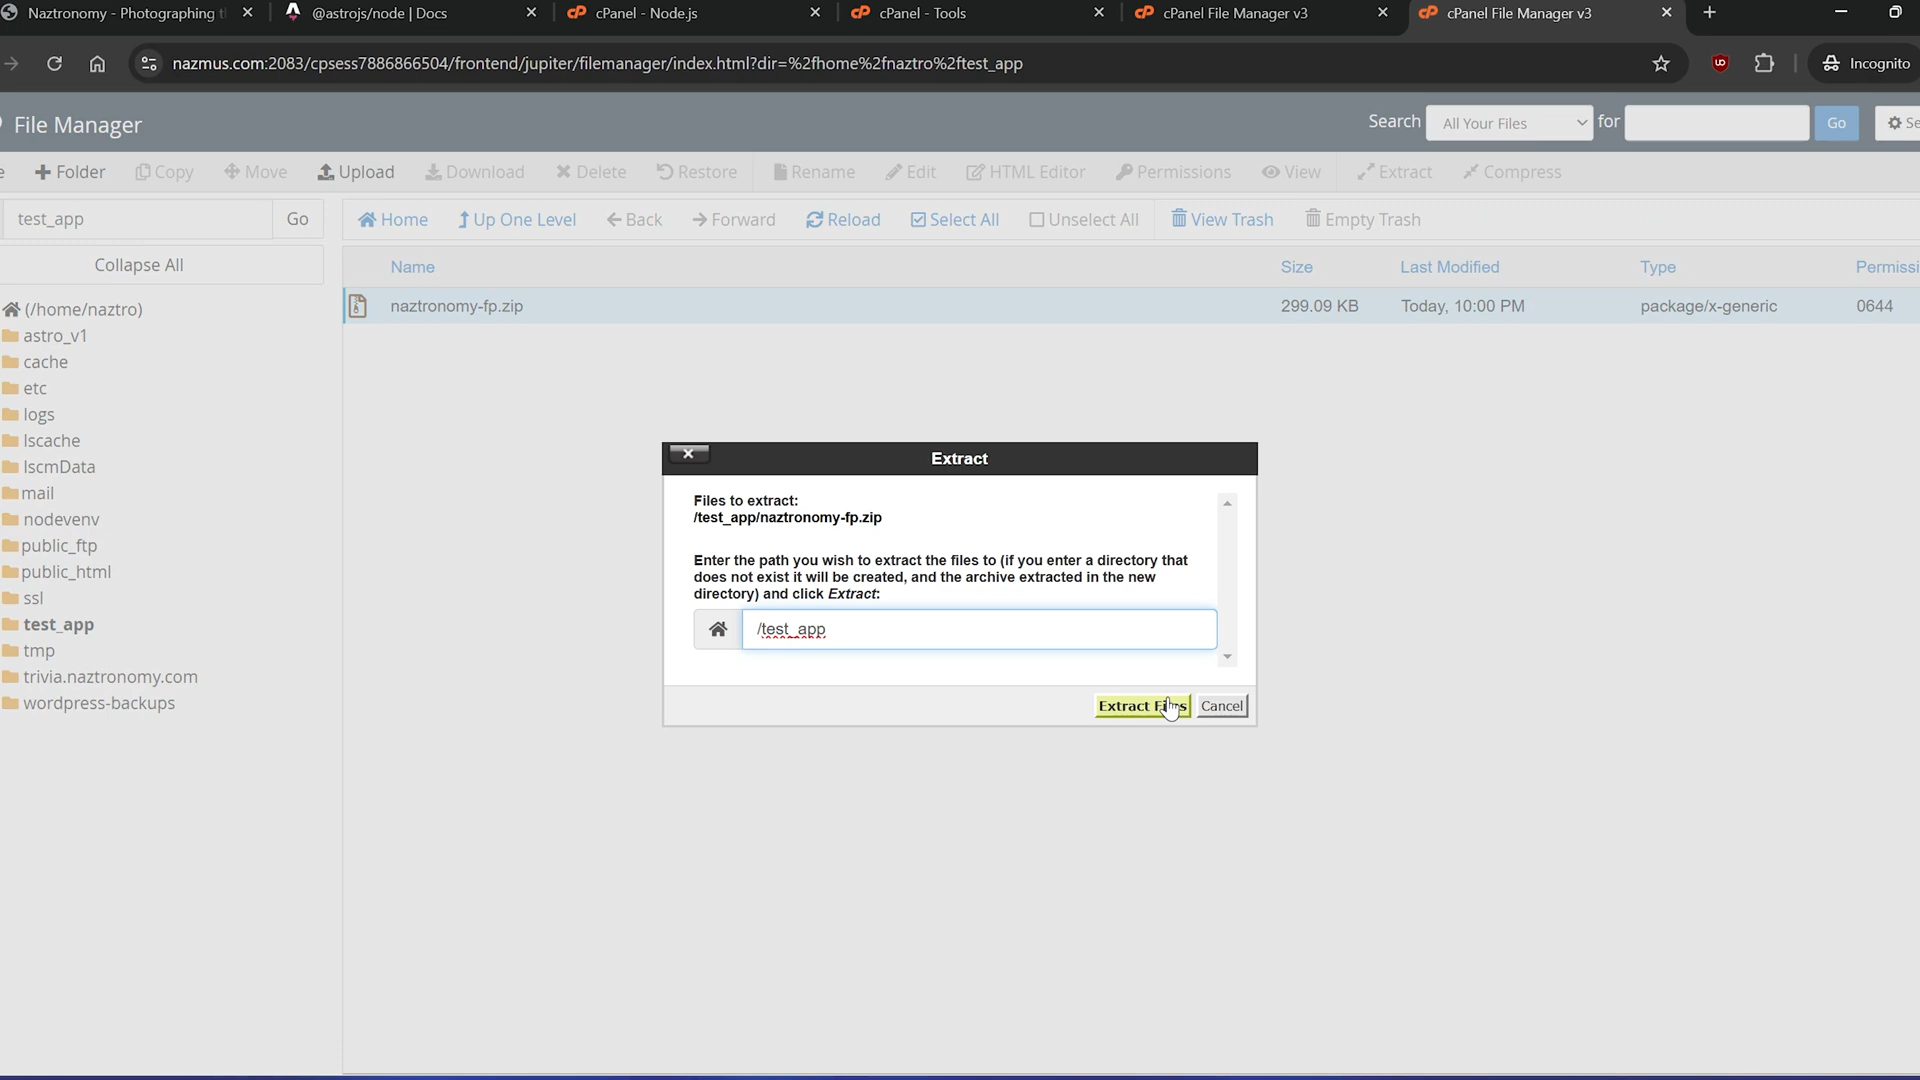 Naztronomy - Photographing t
@astrojs/node | Docs
cPanel - Node.js
cPanel - Tools
cPanel File Manager v3
cPanel File Manager v3
nazmus.com:2083/cpsess7886866504/frontend/jupiter/filemanager/index.html?dir=%2fhome%2fnaztro%2ftest_app
Incognito
File Manager
Search All Your Files for Go Se
e Folder Copy Move Upload Download Delete Restore Rename Edit HTML Editor Permissions View Extract Compress
test_app Go
Home Up One Level Back Forward Reload Select All Unselect All View Trash Empty Trash
Collapse All
Name Size Last Modified Type Permissi
naztronomy-fp.zip 299.09 KB Today, 10:00 PM package/x-generic 0644
(/home/naztro)
astro_v1
cache
etc
logs
lscache
lscmData
mail
nodevenv
public_ftp
public_html
ssl
test_app
tmp
trivia.naztronomy.com
wordpress-backups
Extract
Files to extract:
/test_app/naztronomy-fp.zip
Enter the path you wish to extract the files to (if you enter a directory that
does not exist it will be created, and the archive extracted in the new
directory) and click Extract:
/test_app
Extract Files Cancel